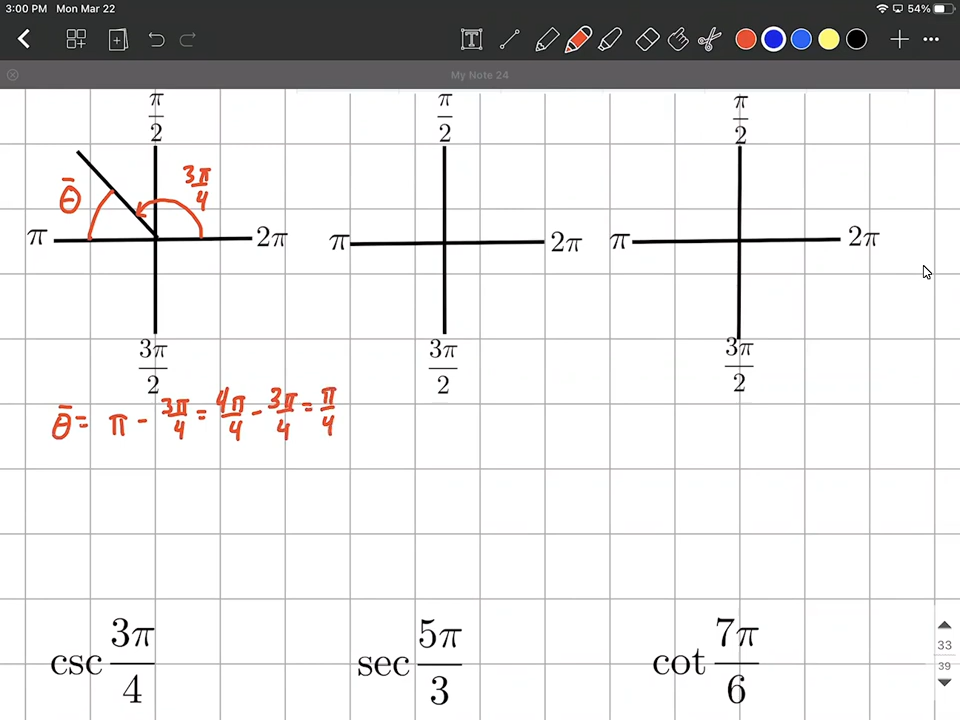 3:00 PM Mon Mar 22 54%
My Note 24
π/2 π/2 π/2
θ̄ 3π/4
π 2π π 2π π 2π
3π/2 3π/2 3π/2
θ̄ = π - 3π/4 = 4π/4 - 3π/4 = π/4
csc 3π/4 sec 5π/3 cot 7π/6
33
39